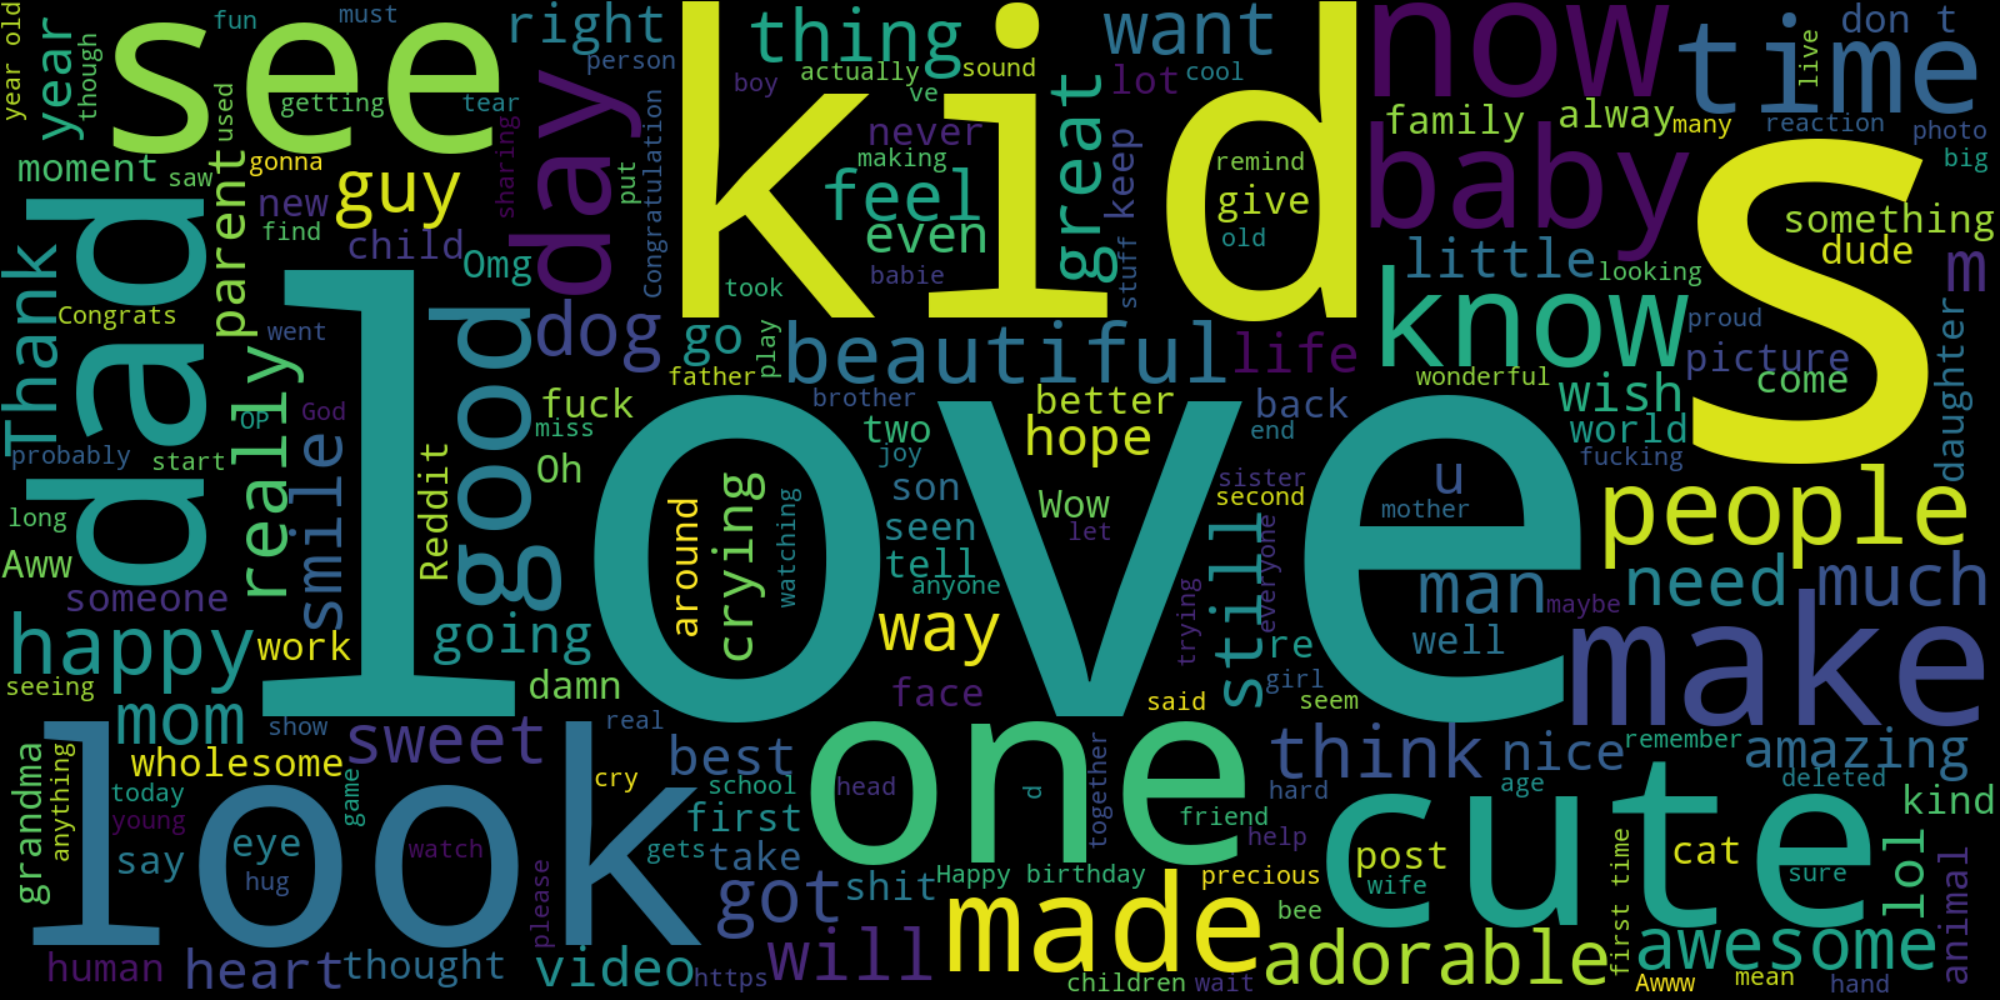 year old
year
though
see
fun
must
right
person
kid
thing
actually
sound
ve
boy
want
lot
cool
now
time
live
don t
used
getting
tear
day
Congratulation
great
family
alway
many
reaction
photo
big
moment
saw
gonna
parent
new
guy
find
sharing
put
never
making
feel
even
babie
keep
stuff
remind
give
old
baby
s
something
dude
m
little
looking
Thank
dad
child
Omg
took
know
proud
picture
come
daughter
Congrats
went
good
dog
go
play
father
beautiful
life
wonderful
wish
world
fucking
really
OP
God
smile
Reddit
fuck
miss
Oh
love
brother
better
hope
back
end
two
joy
probably
start
long
Aww
someone
around
crying
watching
son
seen
tell
anyone
Wow
let
sister
second
everyone
still
trying
u
mother
people
man
maybe
well
need
much
happy
work
going
damn
way
face
said
re
girl
seem
make
seeing
mom
show
sweet
real
best
one
together
think
nice
remember
amazing
deleted
grandma
anything
wholesome
today
young
game
cry
school
head
d
hard
age
kind
look
say
eye
hug
watch
gets
first
take
friend
help
cute
post
wife
cat
sure
lol
animal
please
got
shit
Happy birthday
precious
bee
first time
made
adorable
awesome
human
heart
thought
video
https
will
children
wait
Awww
mean
hand